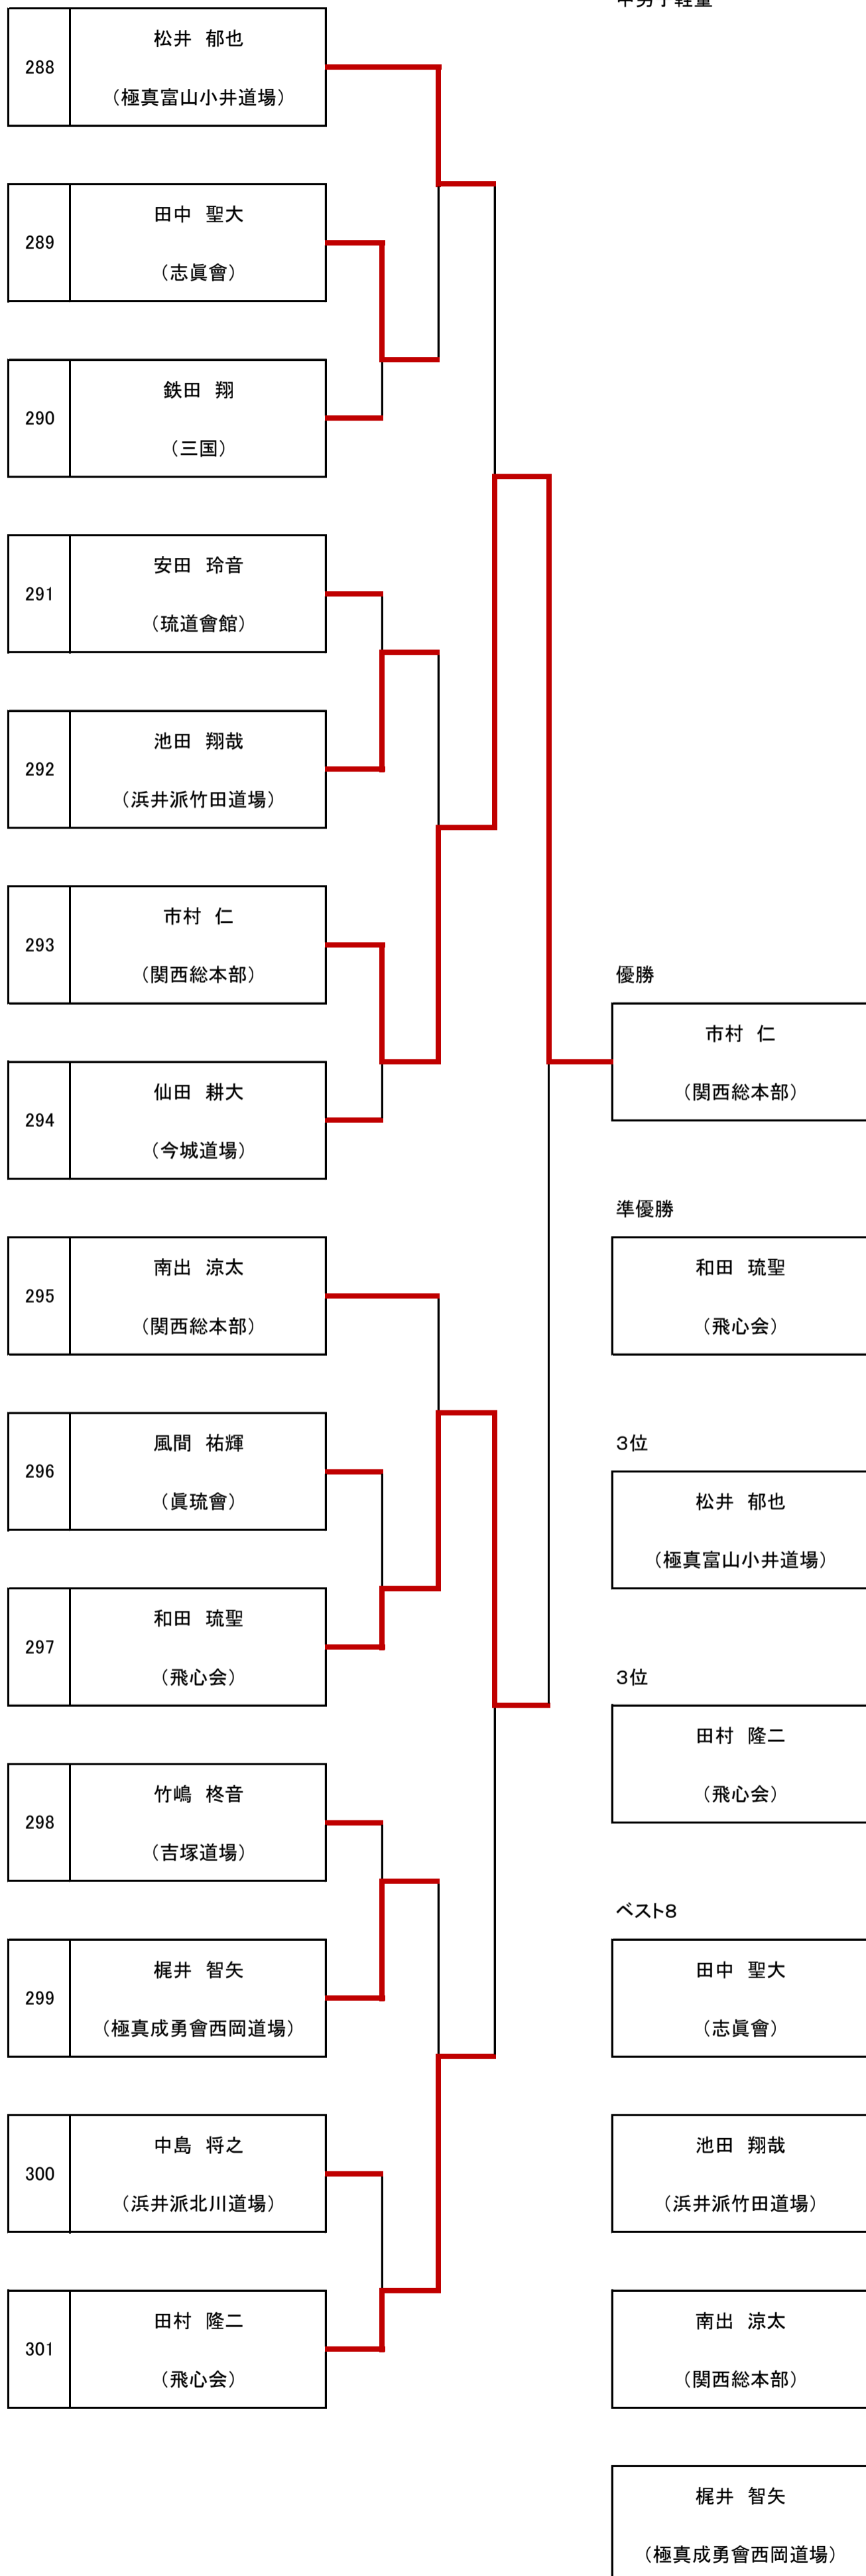 288
松井 郁也
（極真富山小井道場）
289
田中 聖大
（志眞會）
290
鉄田 翔
（三国）
291
安田 玲音
（琉道會館）
292
池田 翔哉
（浜井派竹田道場）
293
市村 仁
（関西総本部）
294
仙田 耕大
（今城道場）
295
南出 涼太
（関西総本部）
296
風間 祐輝
（眞琉會）
297
和田 琉聖
（飛心会）
298
竹嶋 柊音
（吉塚道場）
299
梶井 智矢
（極真成勇會西岡道場）
300
中島 将之
（浜井派北川道場）
301
田村 隆二
（飛心会）
優勝
市村 仁
（関西総本部）
準優勝
和田 琉聖
（飛心会）
３位
松井 郁也
（極真富山小井道場）
３位
田村 隆二
（飛心会）
ベスト８
田中 聖大
（志眞會）
池田 翔哉
（浜井派竹田道場）
南出 涼太
（関西総本部）
梶井 智矢
（極真成勇會西岡道場）